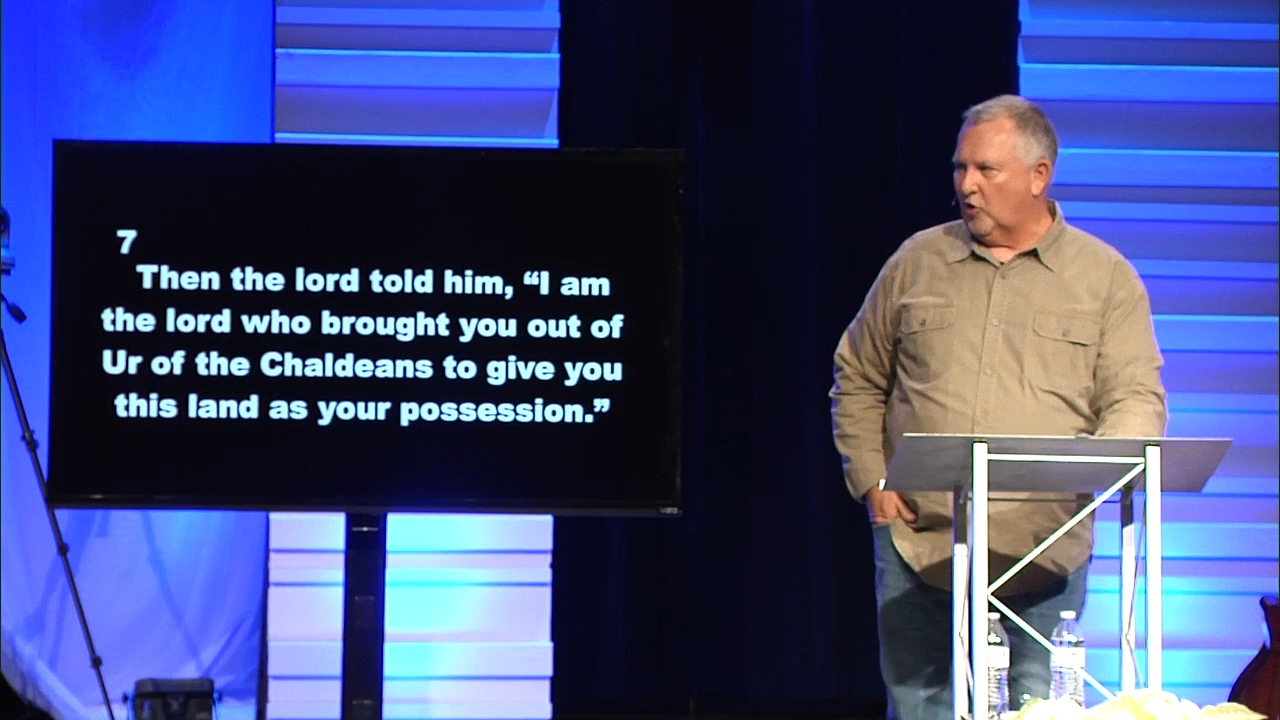 7
Then the lord told him, “I am
the lord who brought you out of
Ur of the Chaldeans to give you
this land as your possession.”